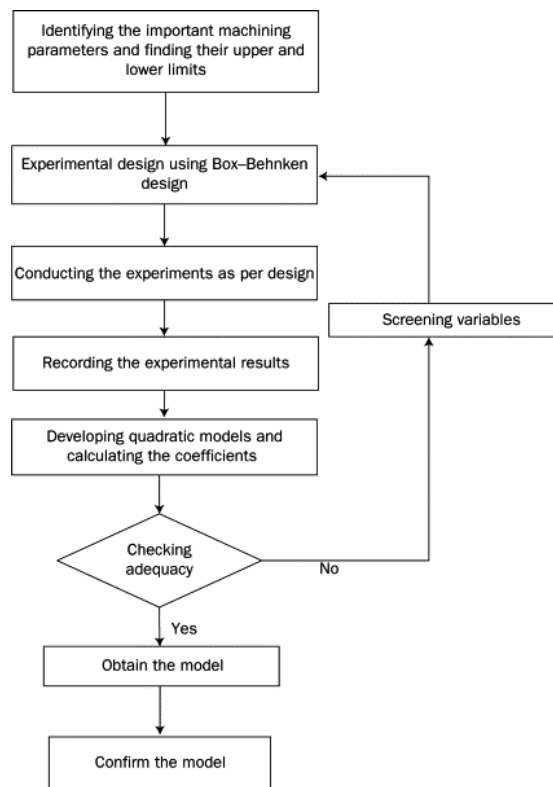 Identifying the important machining
parameters and finding their upper and
lower limits
Experimental design using Box–Behnken
design
Conducting the experiments as per design
Screening variables
Recording the experimental results
Developing quadratic models and
calculating the coefficients
Checking
adequacy
No
Yes
Obtain the model
Confirm the model